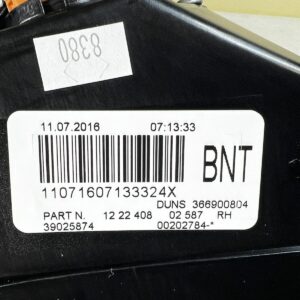 8380
11.07.2016 07:13:33
BNT
11071607133324X
DUNS 366900804
PART N. 12 22 408 02 587 RH
39025874 00202784-*